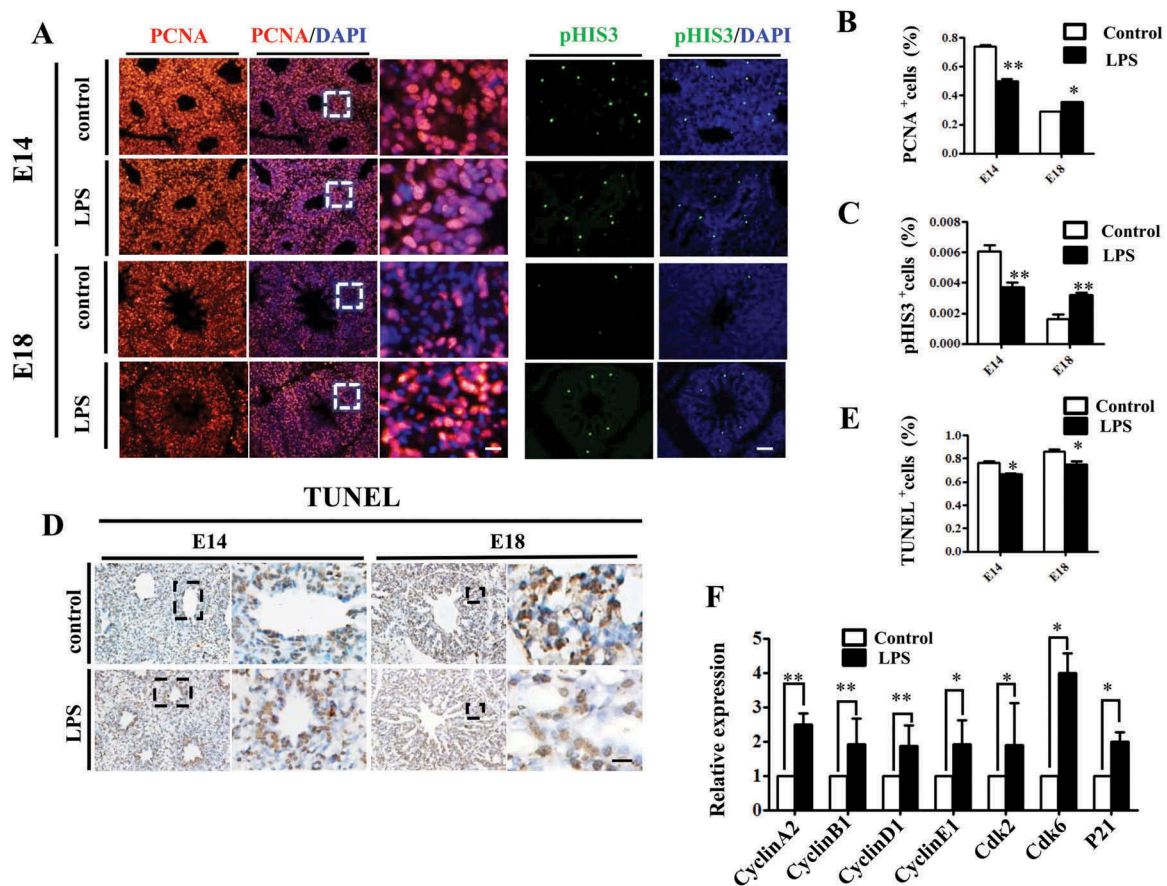 A
PCNA
PCNA/DAPI
pHIS3
pHIS3/DAPI
E14
control
LPS
E18
control
LPS
B
PCNA +cells (%)
Control
LPS
0.8
0.6
0.4
0.2
0.0
**
*
E14
E18
C
pHIS3 +cells (%)
Control
LPS
0.008
0.006
0.004
0.002
0.000
**
**
E14
E18
E
TUNEL +cells (%)
Control
LPS
1.0
0.8
0.6
0.4
0.2
0.0
*
*
E14
E18
D
TUNEL
E14
E18
control
LPS
F
Relative expression
Control
LPS
5
4
3
2
1
0
**
**
**
*
*
*
*
CyclinA2
CyclinB1
CyclinD1
CyclinE1
Cdk2
Cdk6
P21